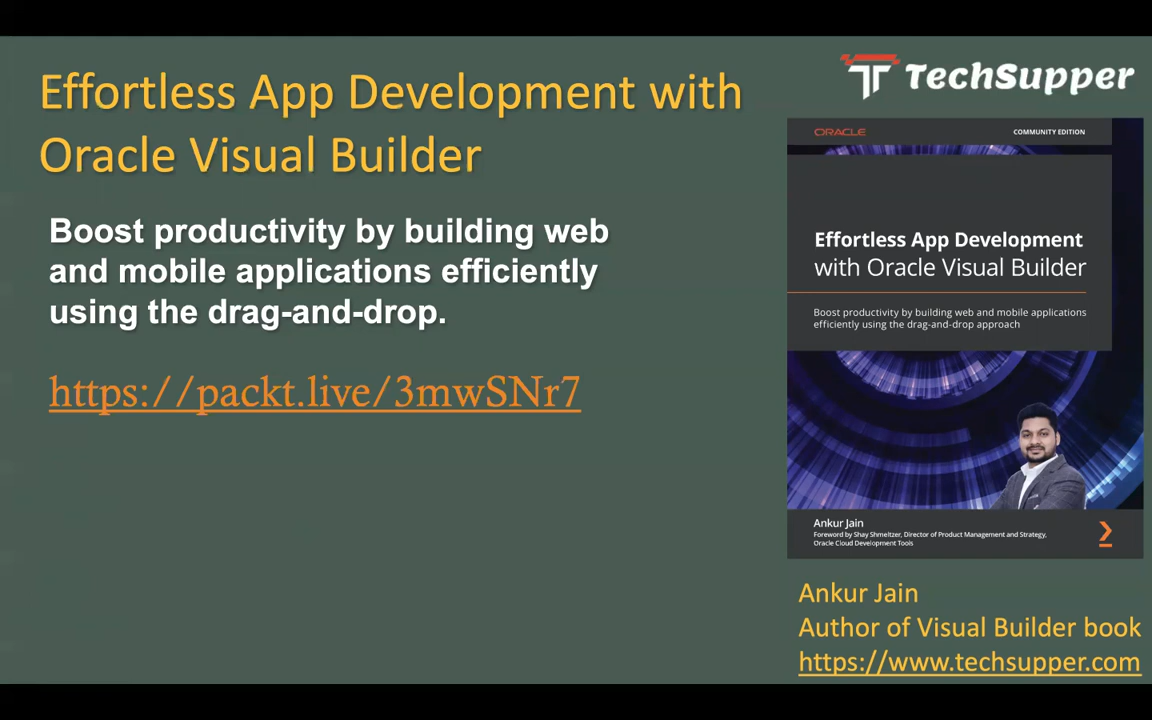 Effortless App Development with
Oracle Visual Builder
Boost productivity by building web
and mobile applications efficiently
using the drag-and-drop.
https://packt.live/3mwSNr7
TechSupper
ORACLE
COMMUNITY EDITION
Effortless App Development
with Oracle Visual Builder
Boost productivity by building web and mobile applications
efficiently using the drag-and-drop approach
Ankur Jain
Foreword by Shay Shmeltzer, Director of Product Management and Strategy,
Oracle Cloud Development Tools
Ankur Jain
Author of Visual Builder book
https://www.techsupper.com